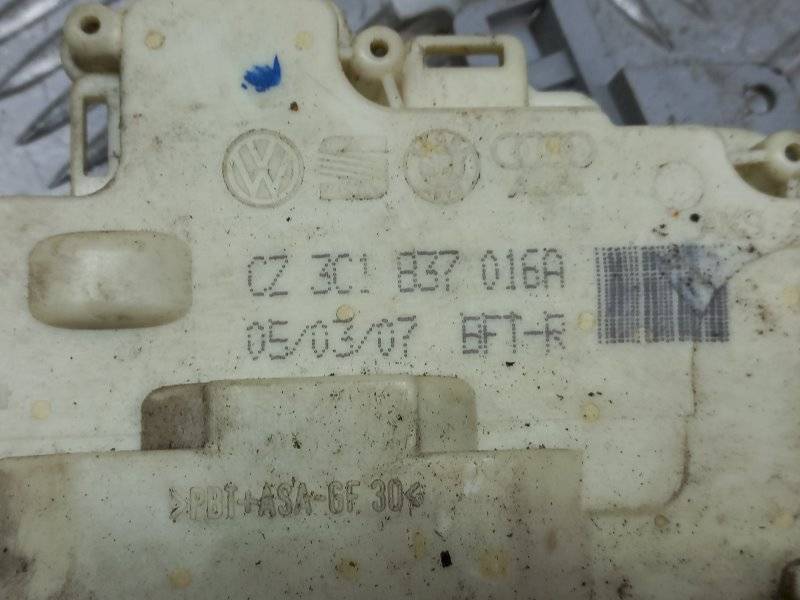 CZ 3C1 837 016A
05/03/07 BFT-R
>PBT+ASA-GF 30<